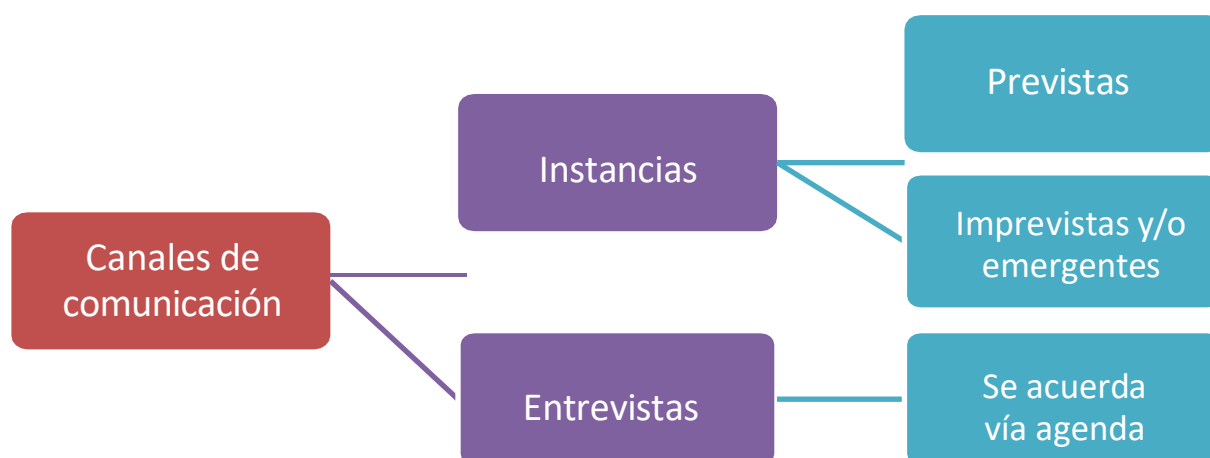 Canales de
comunicación
Instancias
Previstas
Imprevistas y/o
emergentes
Entrevistas
Se acuerda
vía agenda